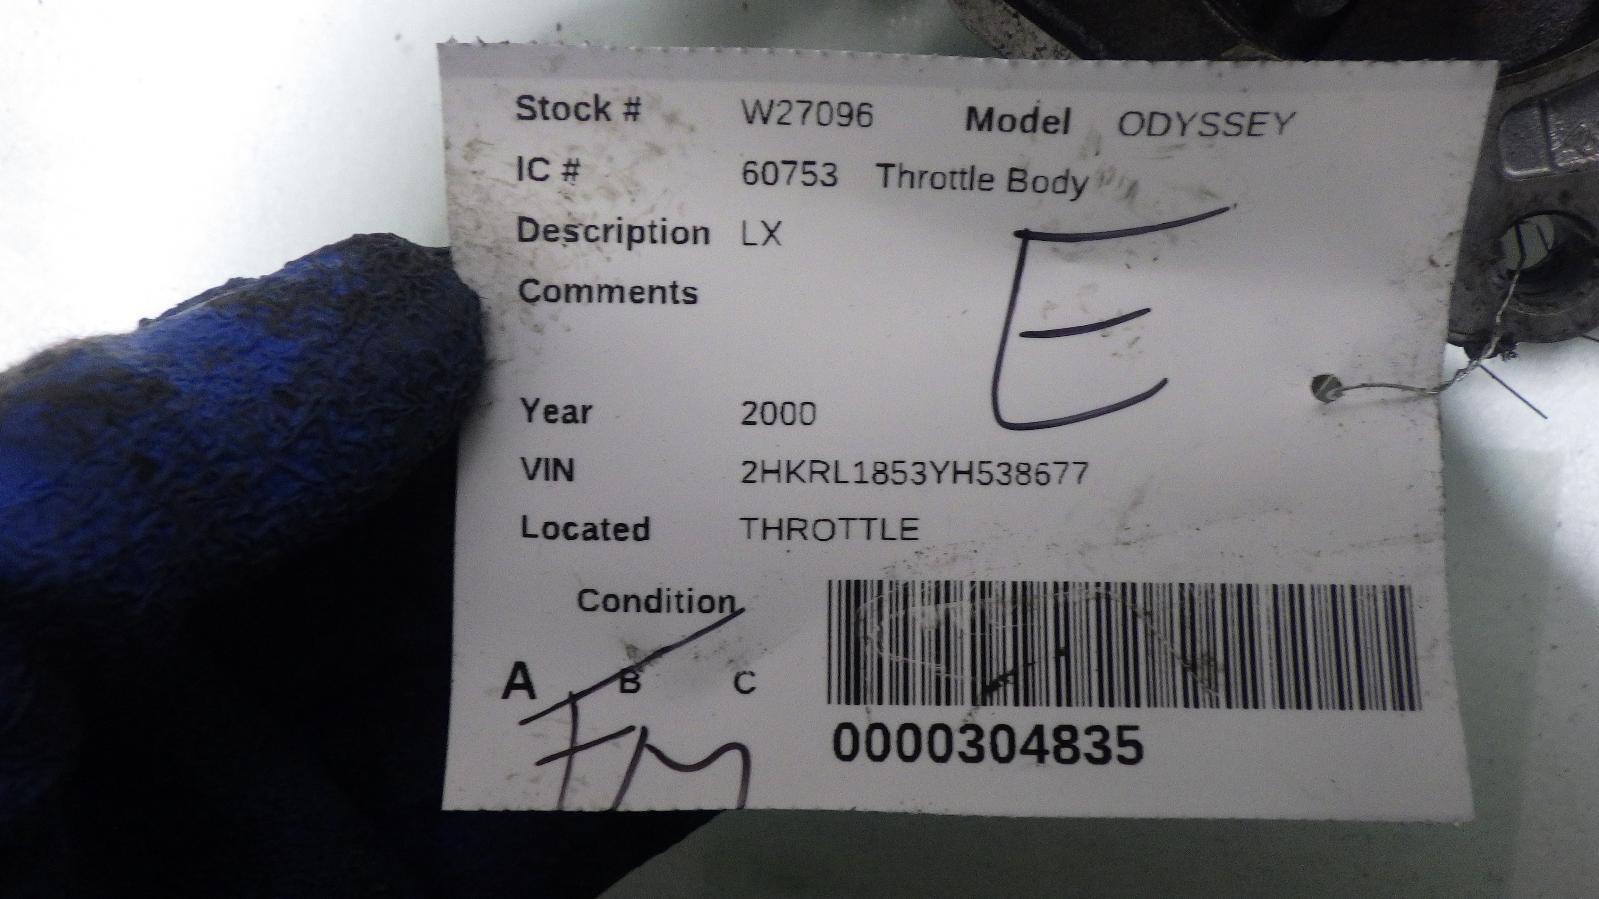 Stock # W27096 Model ODYSSEY
IC # 60753 Throttle Body
Description LX
Comments
E
Year 2000
VIN 2HKRL1853YH538677
Located THROTTLE
Condition
A B C
0000304835